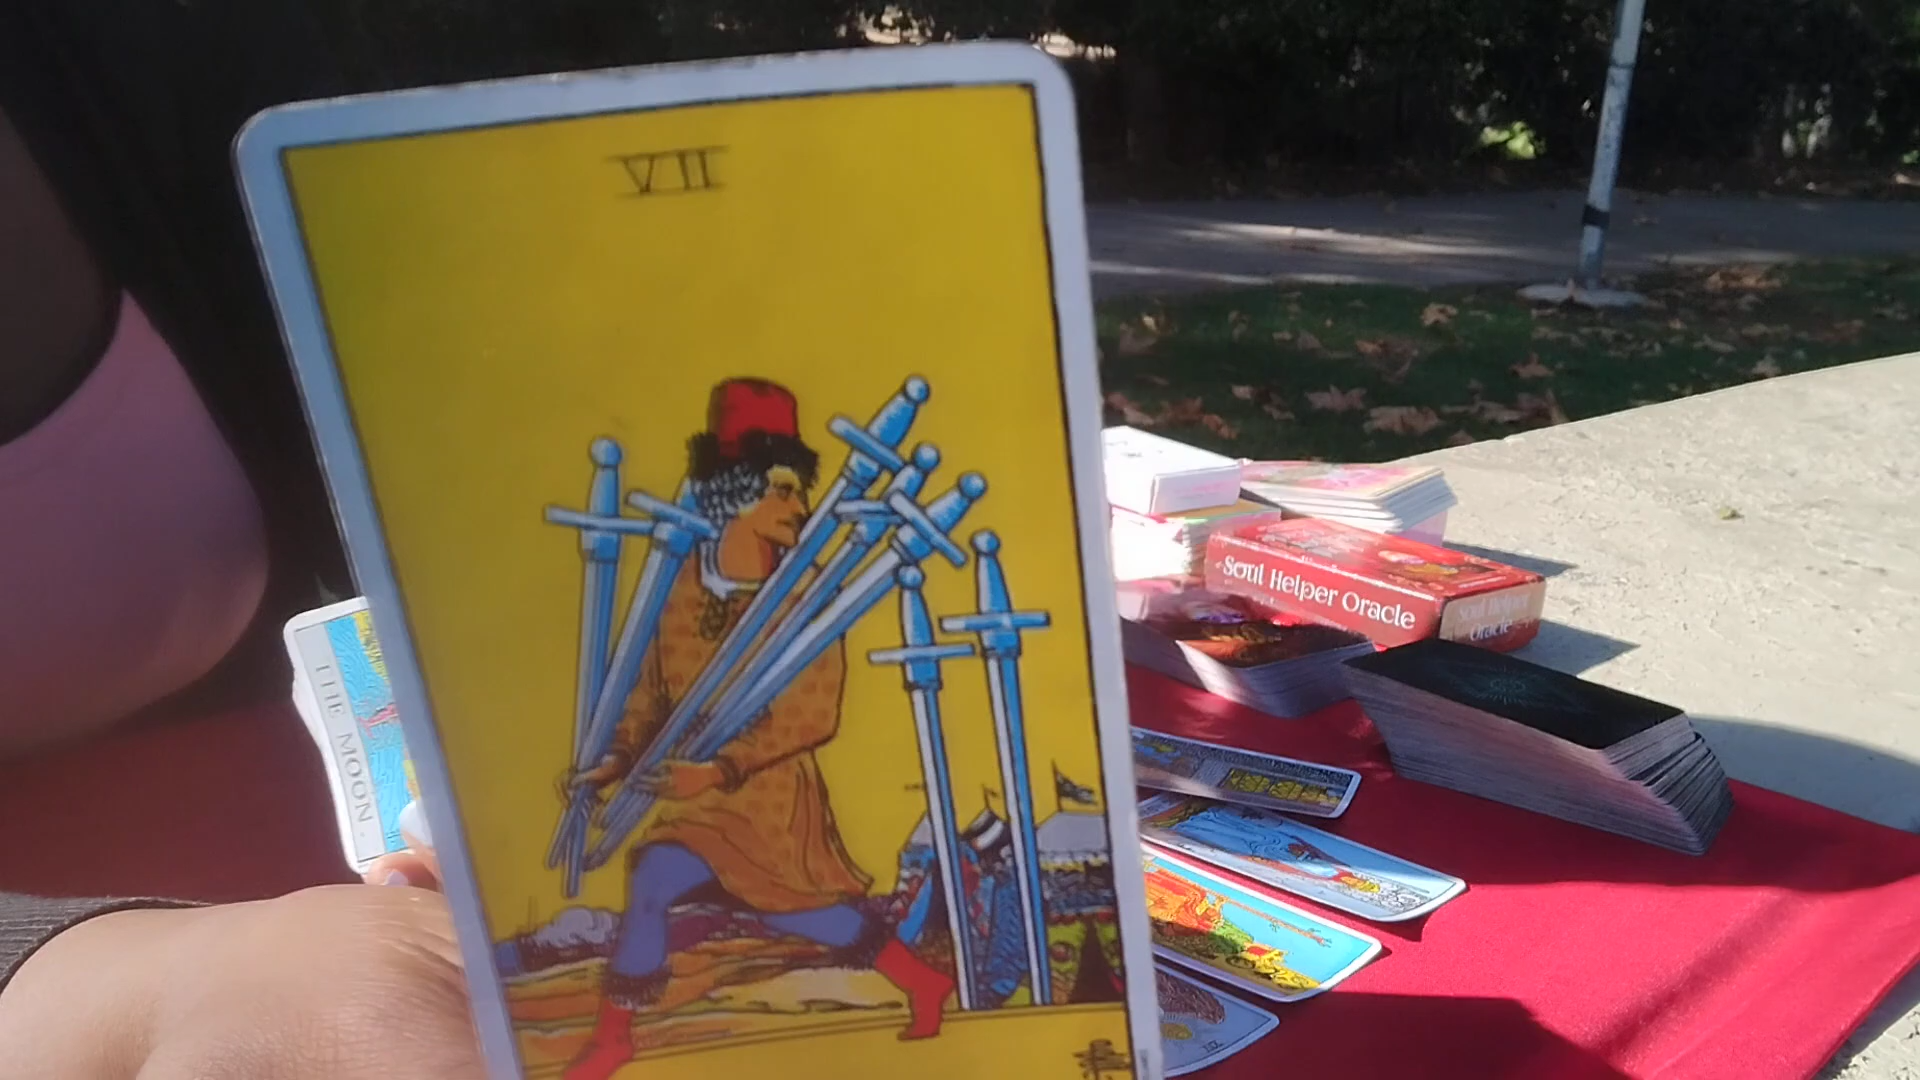 VII
THE MOON.
Soul Helper Oracle
Soul Helper
Oracle